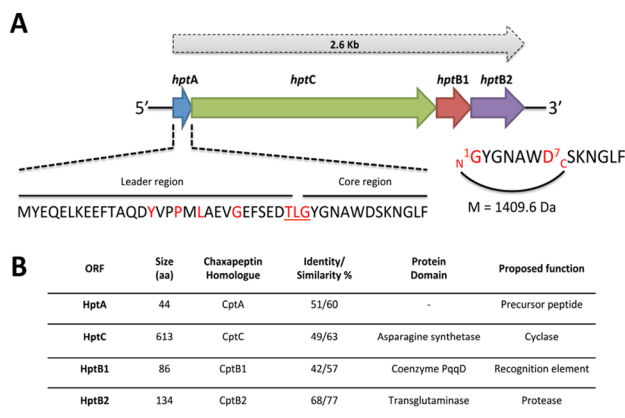 A
2.6 Kb
hptA hptC hptB1 hptB2
5’ 3’
N 1GYGNAWD7 C SKNGLF
Leader region Core region
M = 1409.6 Da
MYEQELKEEFTAQDYVPPMLAEVGEFSEDTLGYGNAWDSKNGLF
B
ORF Size (aa) Chaxapeptin Homologue Identity/ Similarity % Protein Domain Proposed function
HptA 44 CptA 51/60 - Precursor peptide
HptC 613 CptC 49/63 Asparagine synthetase Cyclase
HptB1 86 CptB1 42/57 Coenzyme PqqD Recognition element
HptB2 134 CptB2 68/77 Transglutaminase Protease